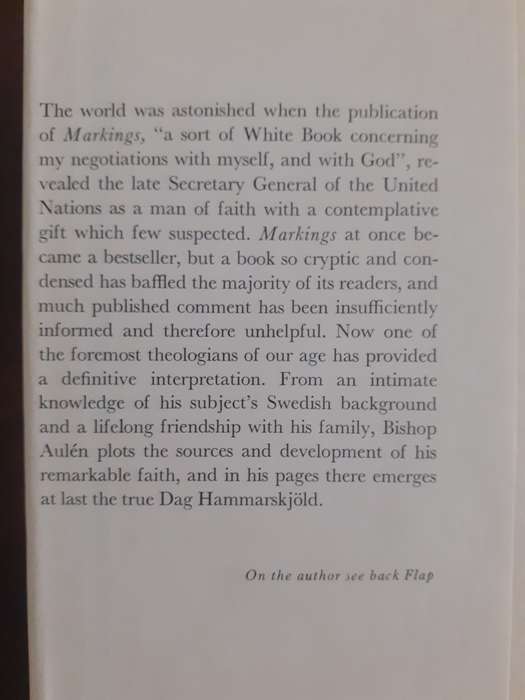 The world was astonished when the publication
of Markings, “a sort of White Book concerning
my negotiations with myself, and with God”, re-
vealed the late Secretary General of the United
Nations as a man of faith with a contemplative
gift which few suspected. Markings at once be-
came a bestseller, but a book so cryptic and con-
densed has baffled the majority of its readers, and
much published comment has been insufficiently
informed and therefore unhelpful. Now one of
the foremost theologians of our age has provided
a definitive interpretation. From an intimate
knowledge of his subject’s Swedish background
and a lifelong friendship with his family, Bishop
Aulén plots the sources and development of his
remarkable faith, and in his pages there emerges
at last the true Dag Hammarskjöld.
On the author see back Flap